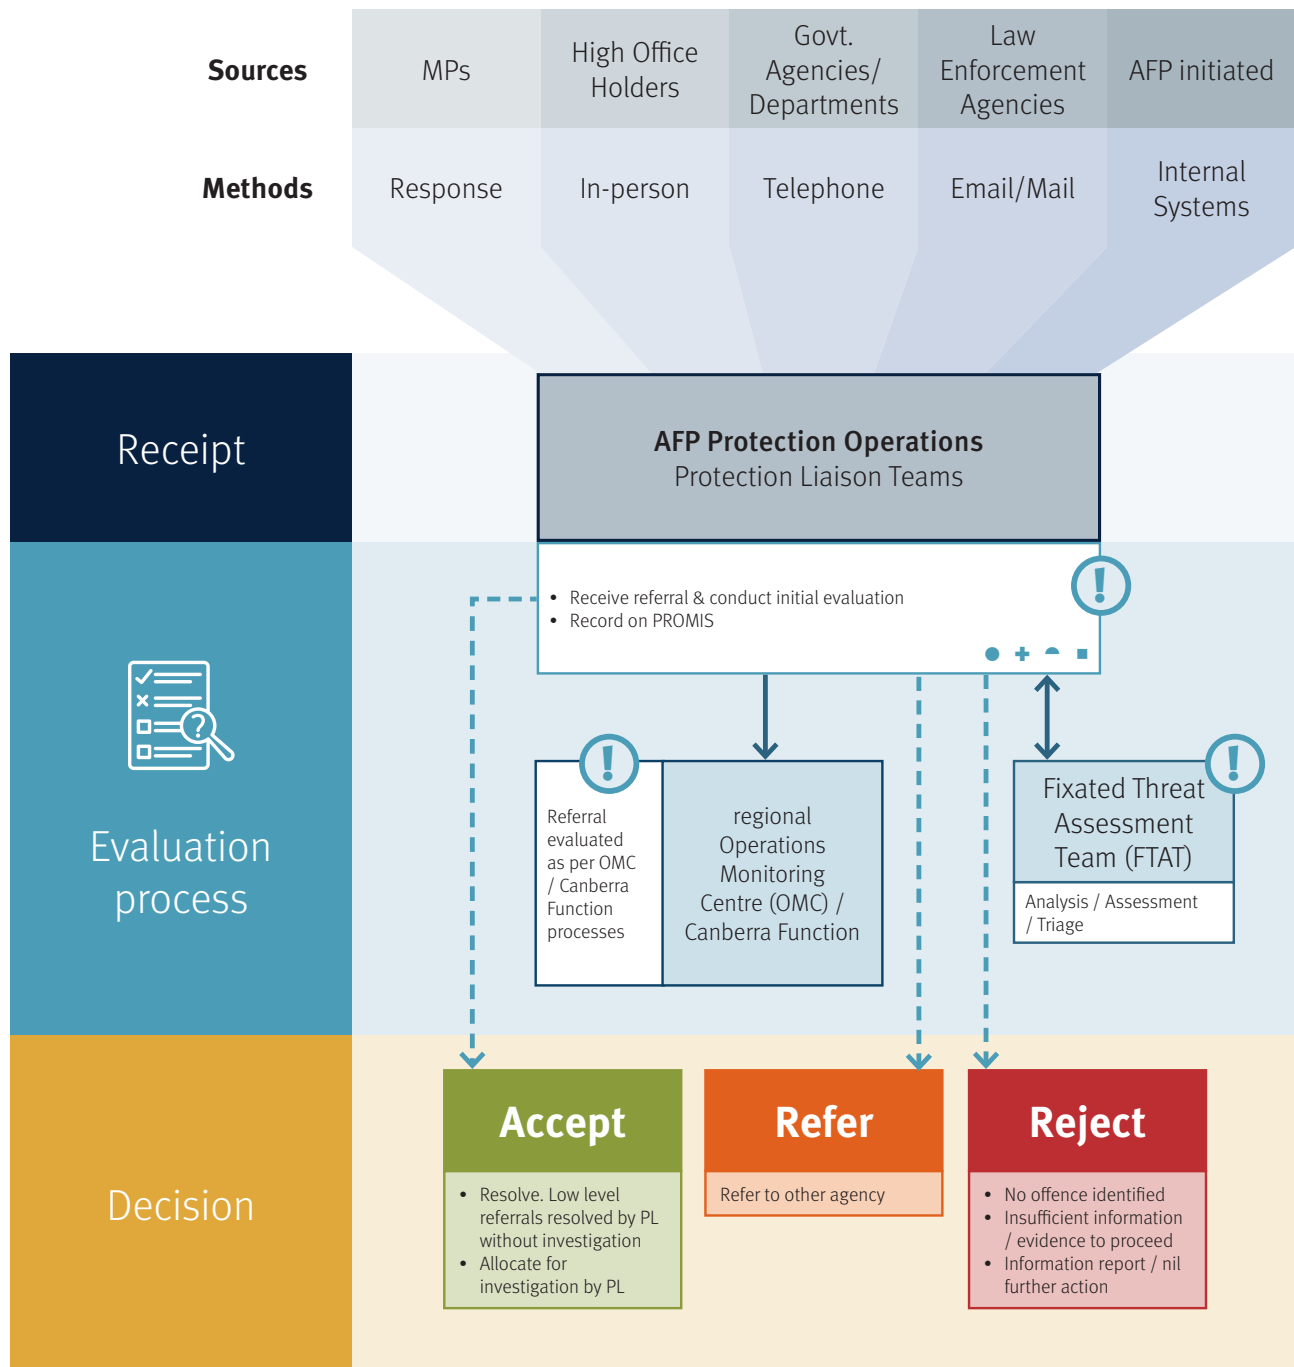 Sources
MPs
High Office
Holders
Govt.
Agencies/
Departments
Law
Enforcement
Agencies
AFP initiated
Methods
Response
In-person
Telephone
Email/Mail
Internal
Systems
Receipt
AFP Protection Operations
Protection Liaison Teams
• Receive referral & conduct initial evaluation
• Record on PROMIS
!
Evaluation
process
?
!
Referral
evaluated
as per OMC
/ Canberra
Function
processes
regional
Operations
Monitoring
Centre (OMC) /
Canberra Function
!
Fixated Threat
Assessment
Team (FTAT)
Analysis / Assessment
/ Triage
Decision
Accept
• Resolve. Low level
referrals resolved by PL
without investigation
• Allocate for
investigation by PL
Refer
Refer to other agency
Reject
• No offence identified
• Insufficient information
/ evidence to proceed
• Information report / nil
further action